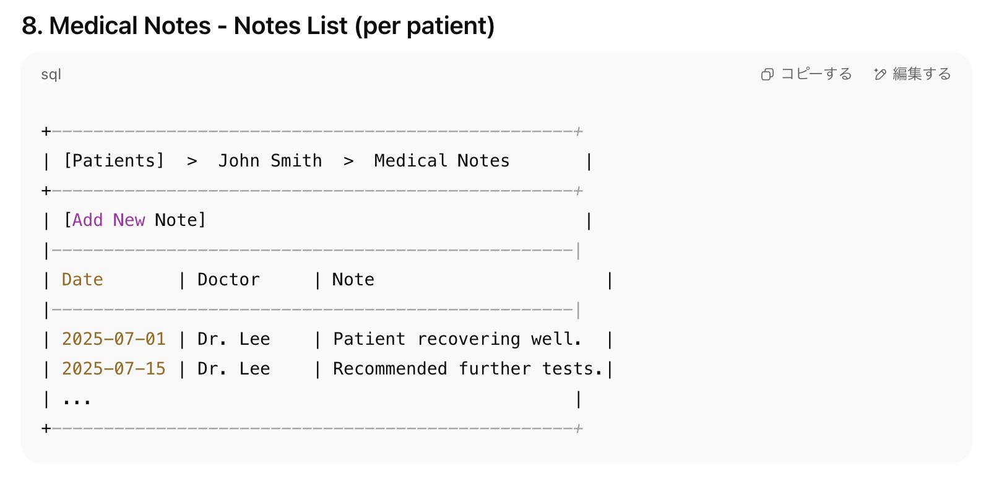 8. Medical Notes - Notes List (per patient)
sql
コピーする 編集する
+--------------------------------------------------+
| [Patients]  >  John Smith  >  Medical Notes       |
+--------------------------------------------------+
| [Add New Note]                                    |
|--------------------------------------------------|
| Date       | Doctor     | Note                      |
|--------------------------------------------------|
| 2025-07-01 | Dr. Lee    | Patient recovering well.  |
| 2025-07-15 | Dr. Lee    | Recommended further tests.|
| ...                                              |
+--------------------------------------------------+